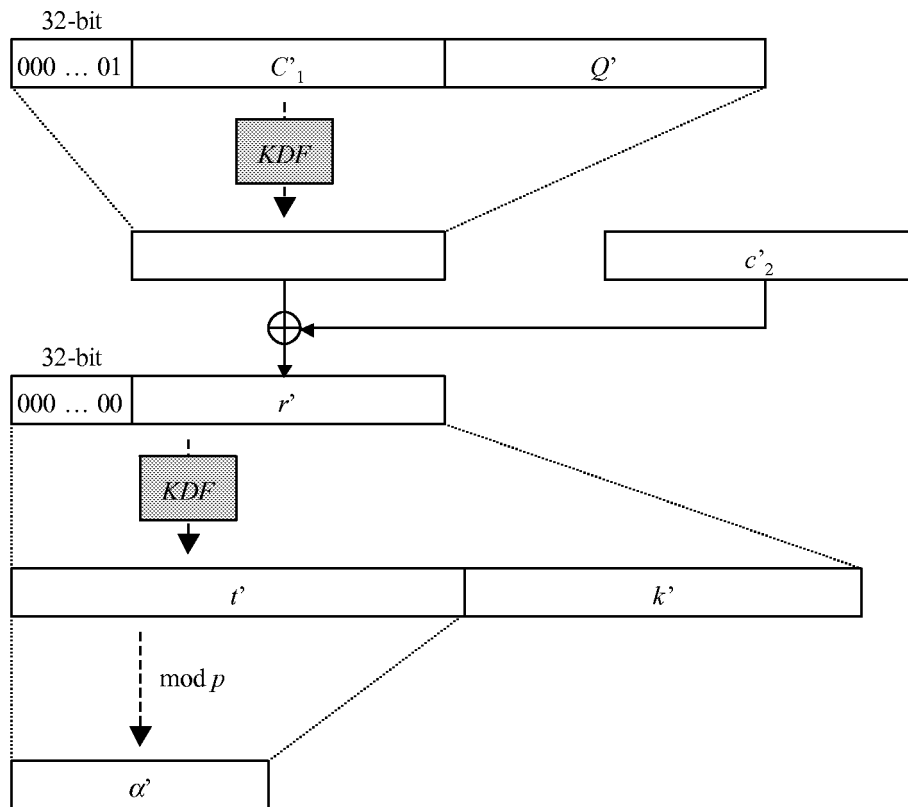 32-bit
000 … 01 C’₁ Q’
KDF
c’₂
32-bit
000 … 00 r’
KDF
t’ k’
mod p
α’